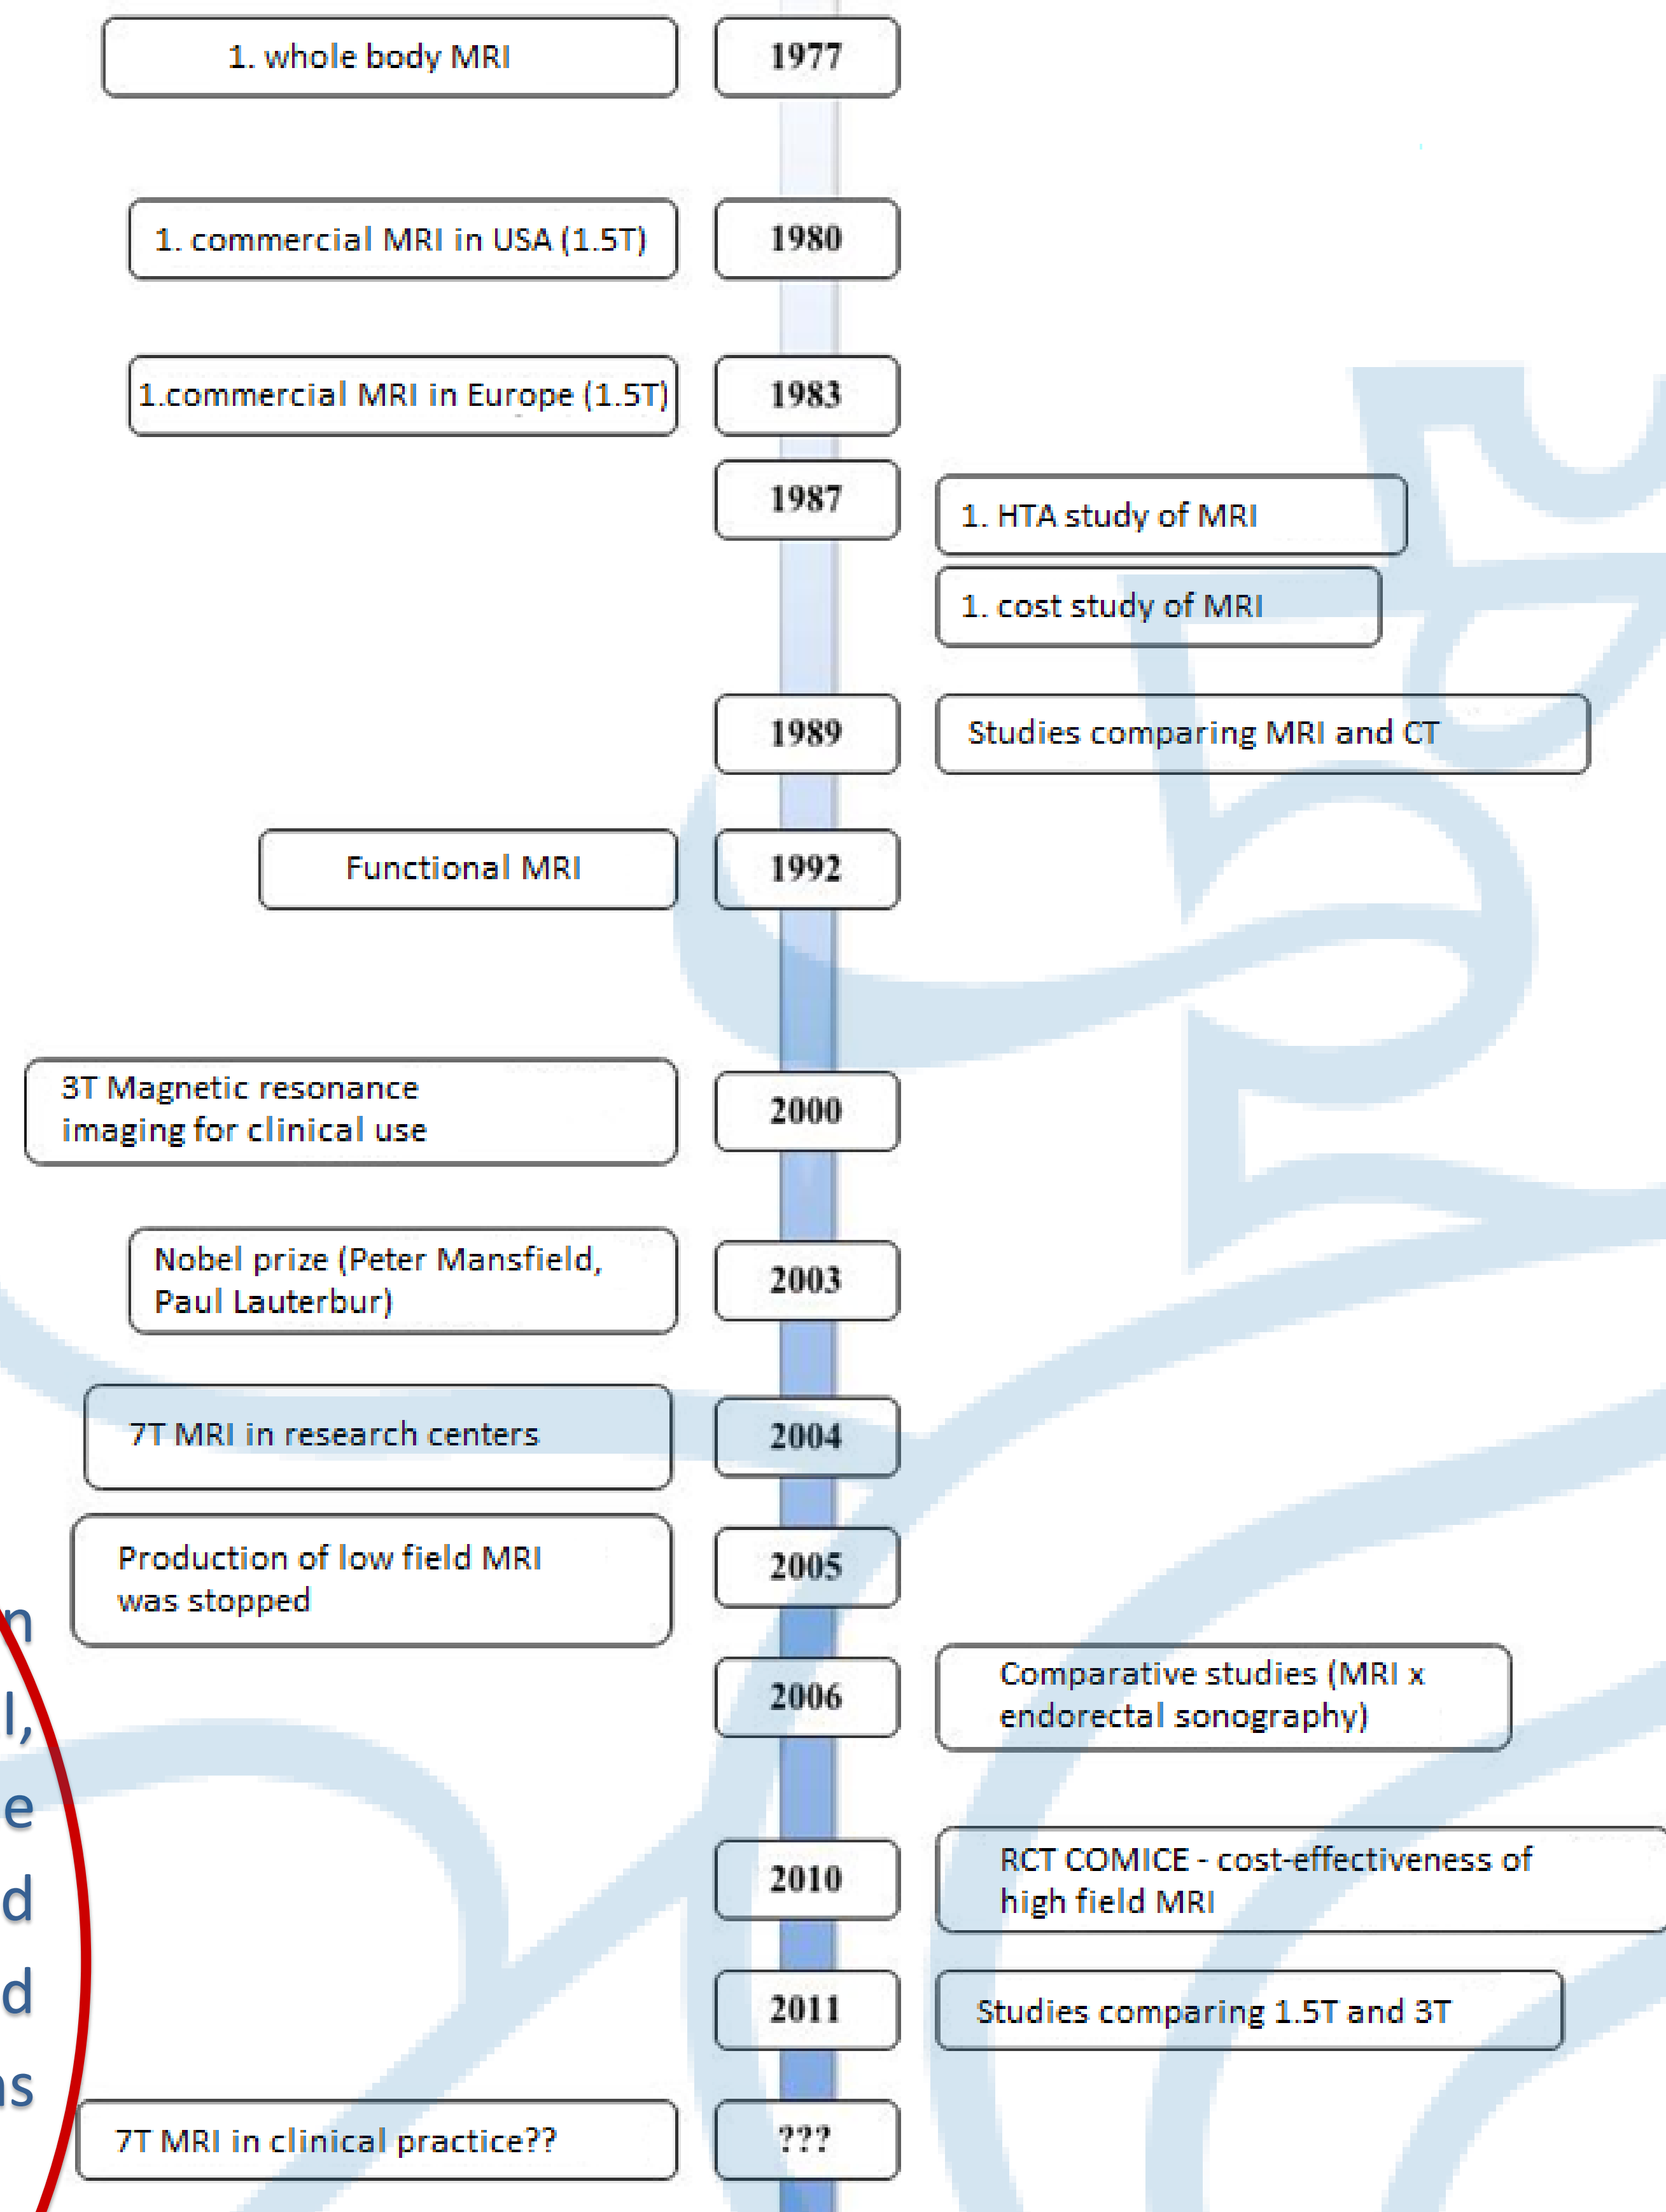 1. whole body MRI
1977
1. commercial MRI in USA (1.5T)
1980
1.commercial MRI in Europe (1.5T)
1983
1987
1. HTA study of MRI
1. cost study of MRI
1989
Studies comparing MRI and CT
Functional MRI
1992
3T Magnetic resonance
imaging for clinical use
2000
Nobel prize (Peter Mansfield,
Paul Lauterbur)
2003
7T MRI in research centers
2004
Production of low field MRI
was stopped
2005
2006
Comparative studies (MRI x
endorectal sonography)
2010
RCT COMICE - cost-effectiveness of
high field MRI
2011
Studies comparing 1.5T and 3T
7T MRI in clinical practice??
???